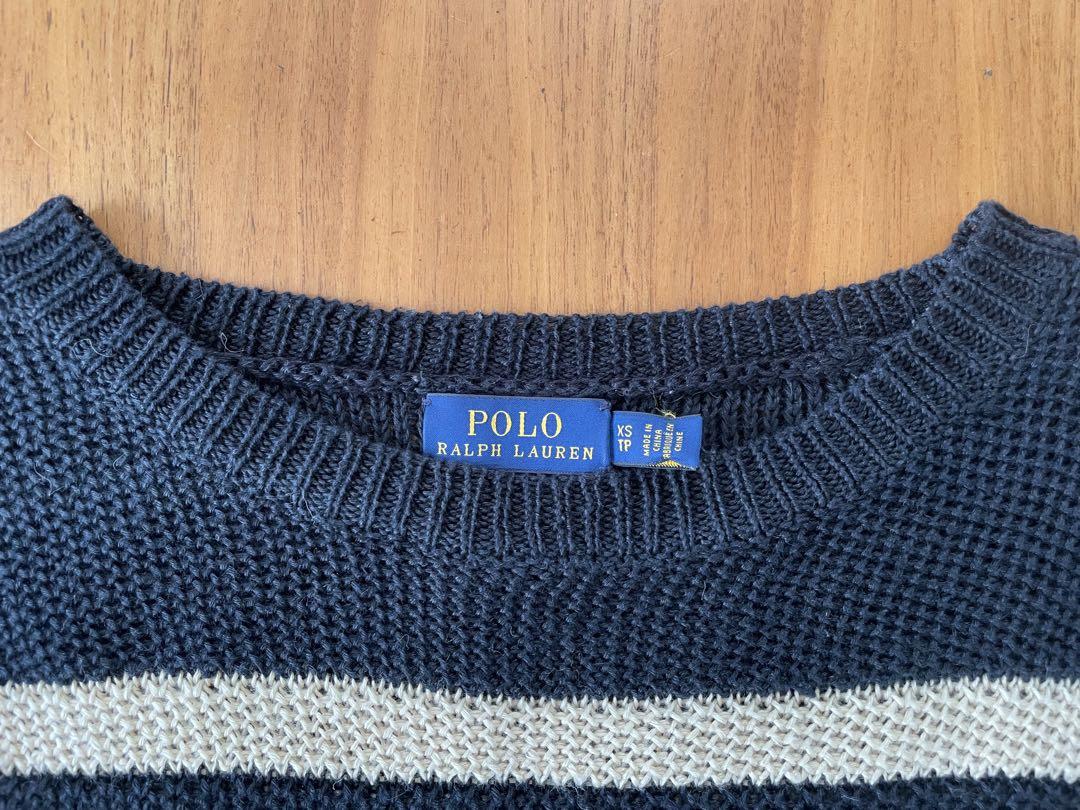 POLO
RALPH LAUREN
XS
TP
MADE IN
CHINA
FABRIQUÉ EN
CHINE